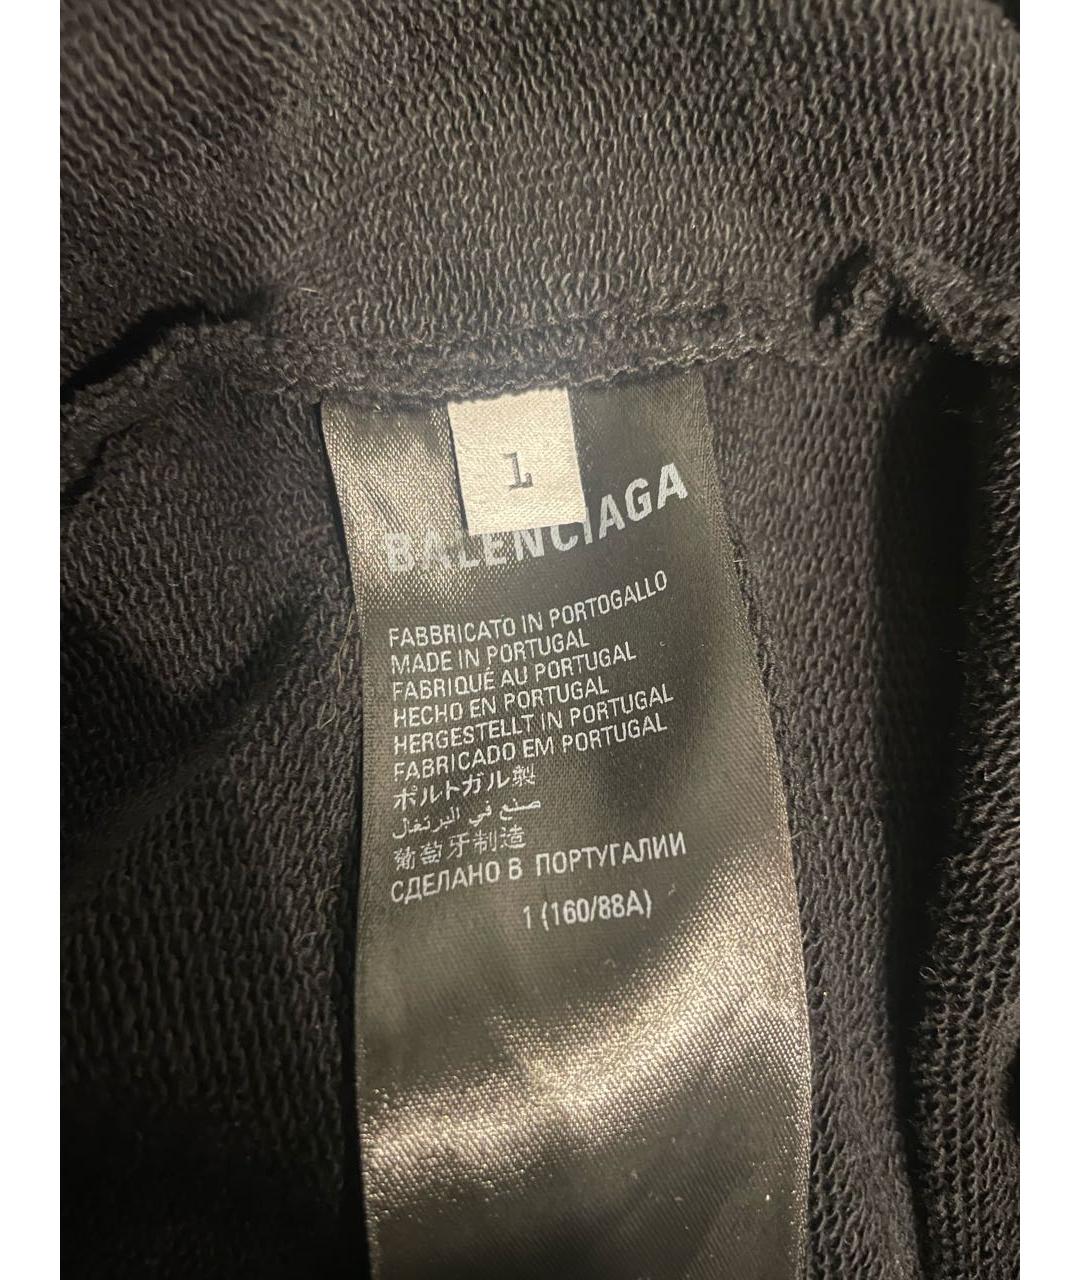 1
BALENCIAGA
FABBRICATO IN PORTOGALLO
MADE IN PORTUGAL
FABRIQUÉ AU PORTUGAL
HECHO EN PORTUGAL
HERGESTELLT IN PORTUGAL
FABRICADO EM PORTUGAL
ポルトガル製
صنع في البرتغال
葡萄牙制造
СДЕЛАНО В ПОРТУГАЛИИ
1 (160/88A)